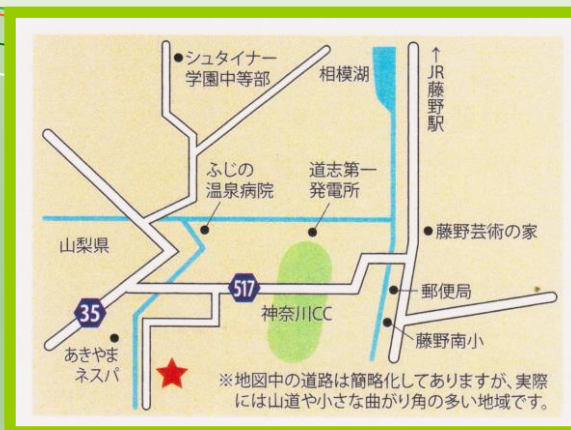 シュタイナー
学園中等部
相模湖
↑JR藤野駅
ふじの
温泉病院
道志第一
発電所
山梨県
藤野芸術の家
517
35
神奈川CC
郵便局
あきやま
ネスパ
藤野南小
※地図中の道路は簡略化してありますが、実際
には山道や小さな曲がり角の多い地域です。